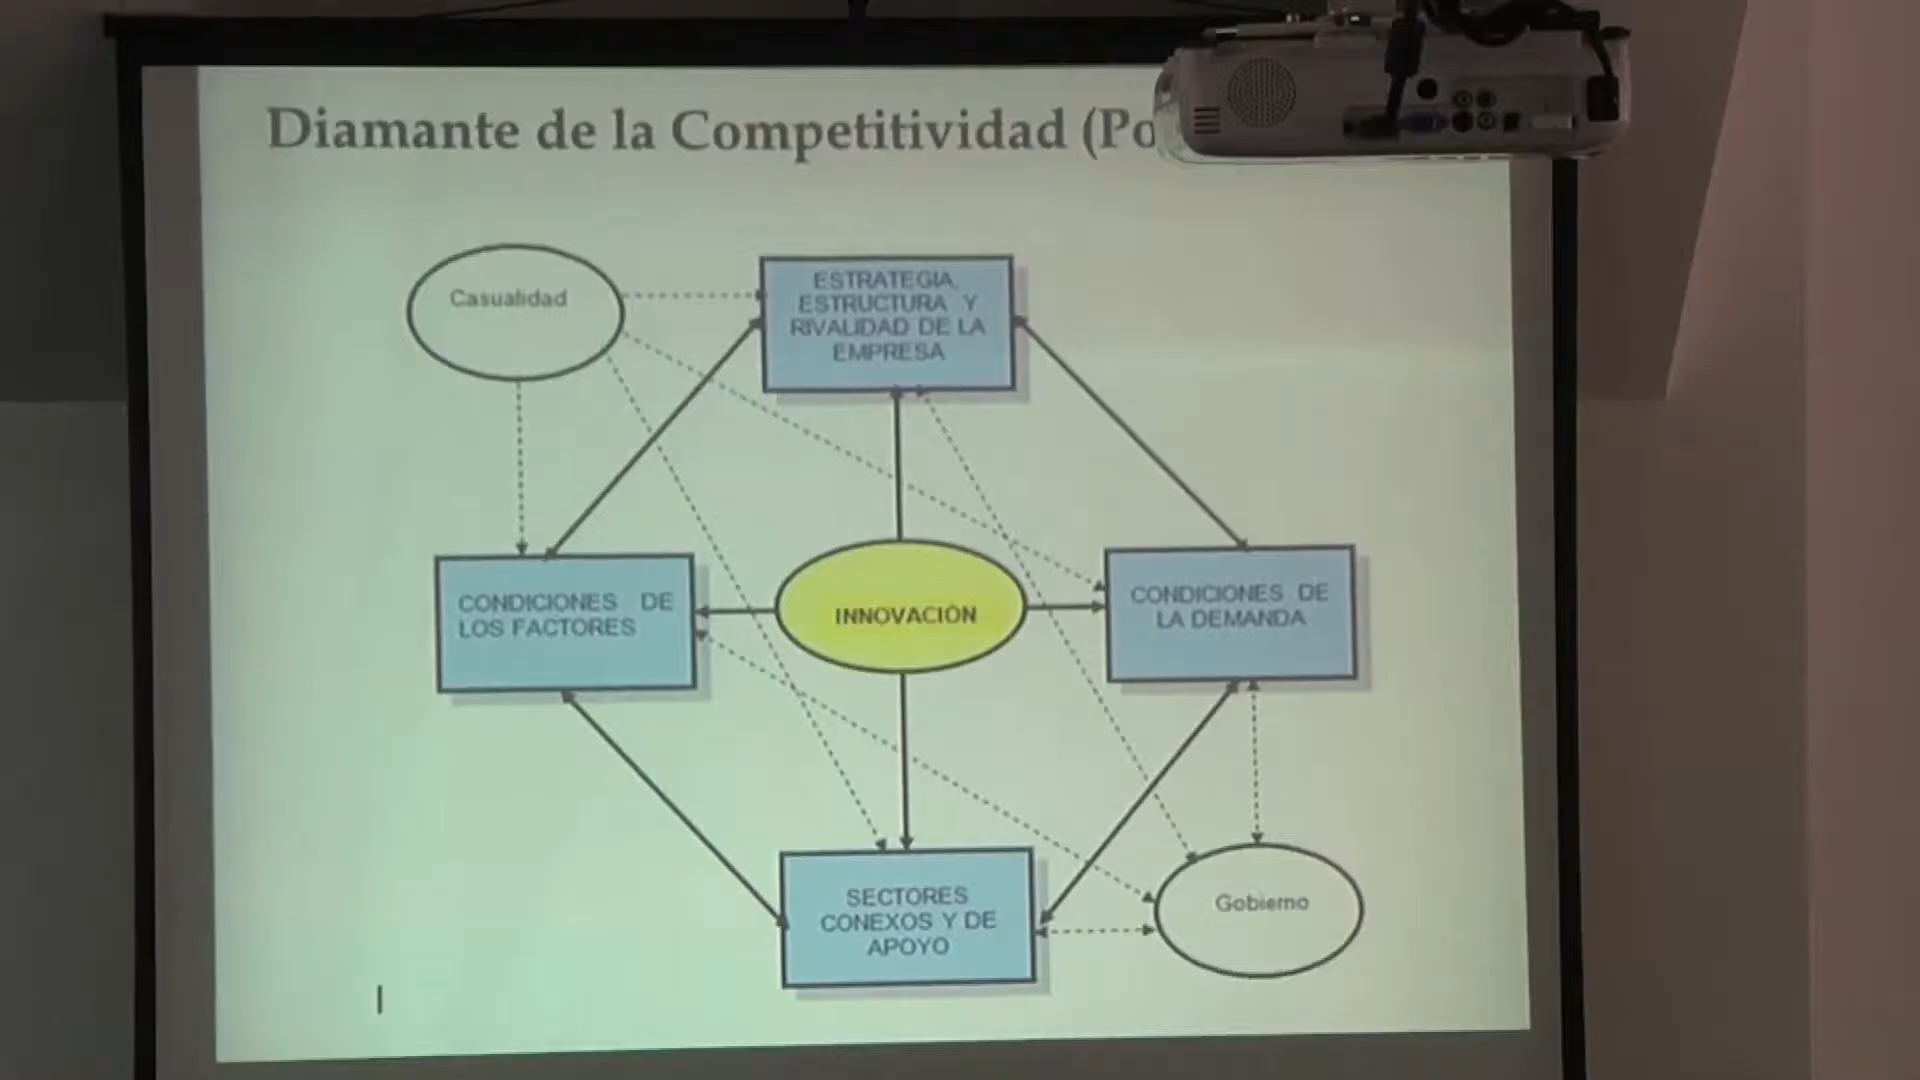 Diamante de la Competitividad (Po
Casualidad
ESTRATEGIA,
ESTRUCTURA Y
RIVALIDAD DE LA
EMPRESA
CONDICIONES DE
LOS FACTORES
INNOVACIÓN
CONDICIONES DE
LA DEMANDA
SECTORES
CONEXOS Y DE
APOYO
Gobierno